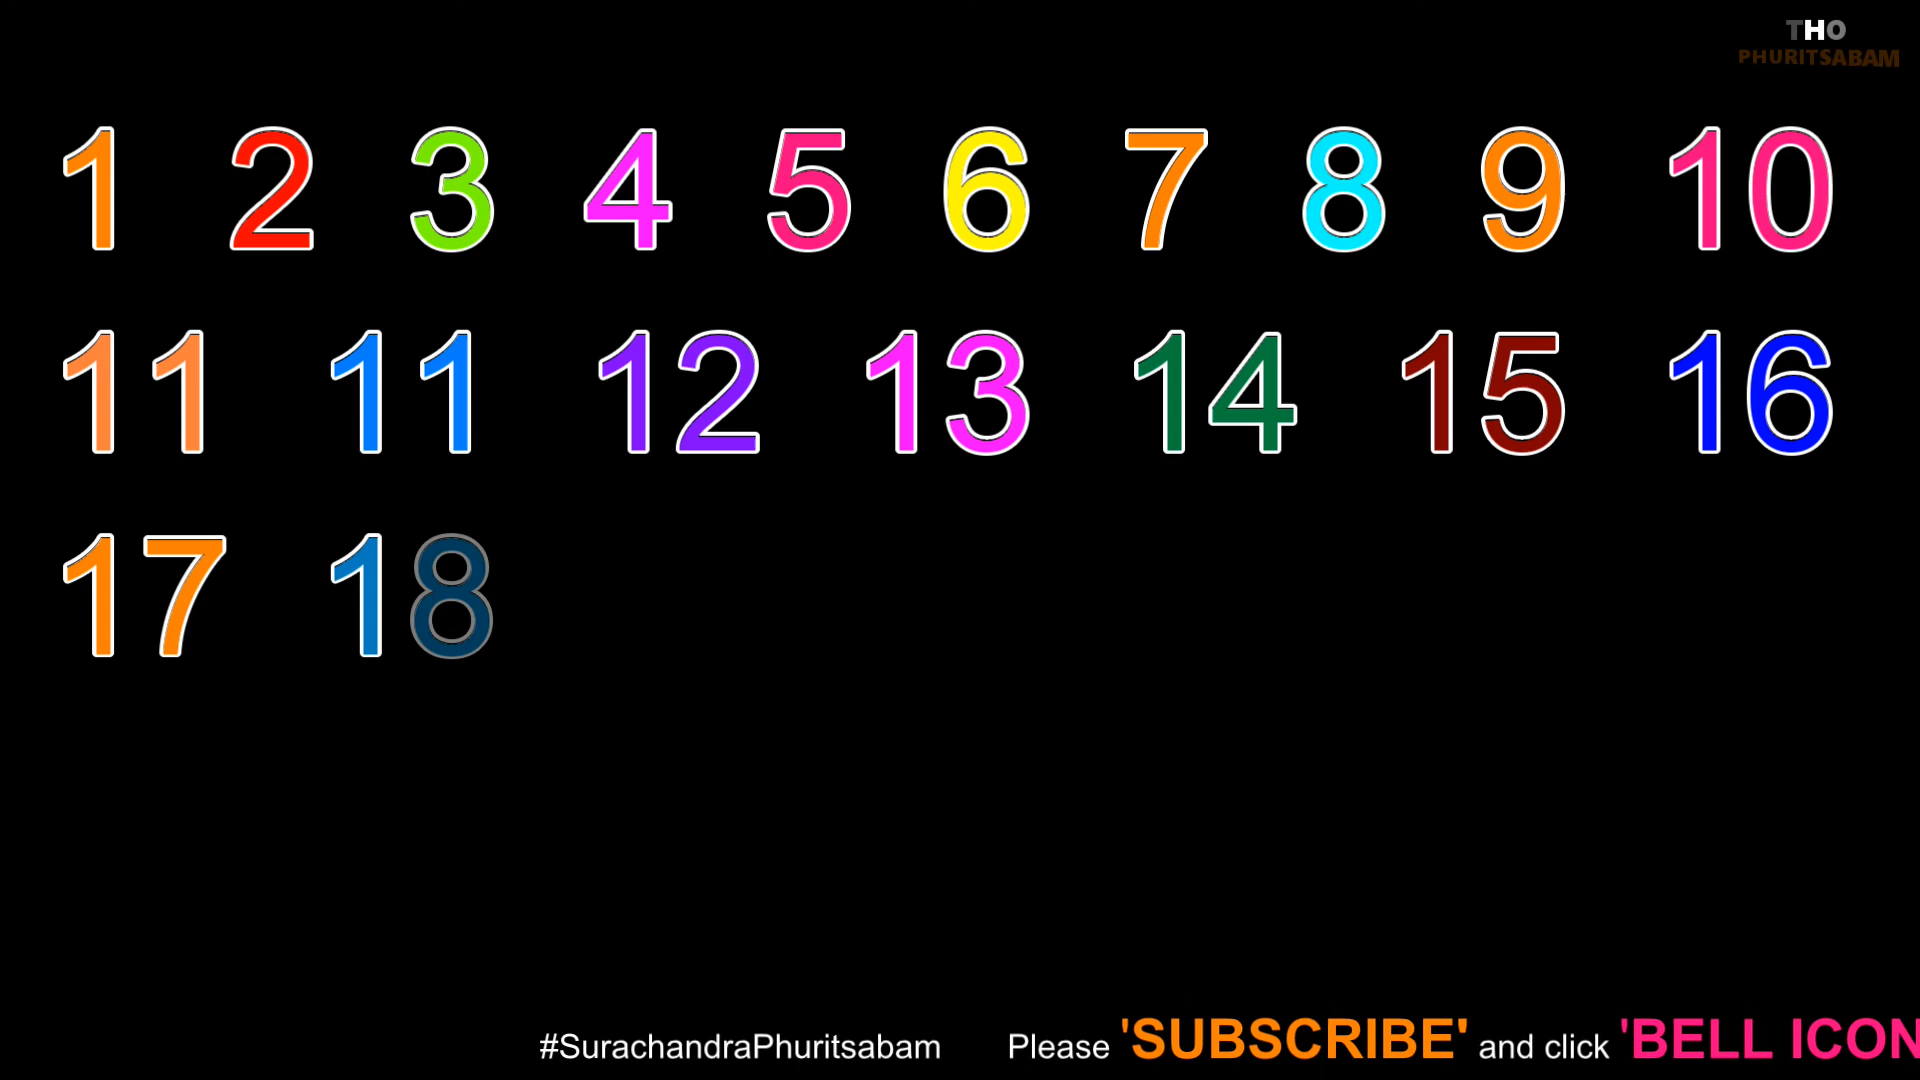 THO
PHURITSABAM
1 2 3 4 5 6 7 8 9 10
11 11 12 13 14 15 16
17 18
#SurachandraPhuritsabam Please 'SUBSCRIBE' and click 'BELL ICON